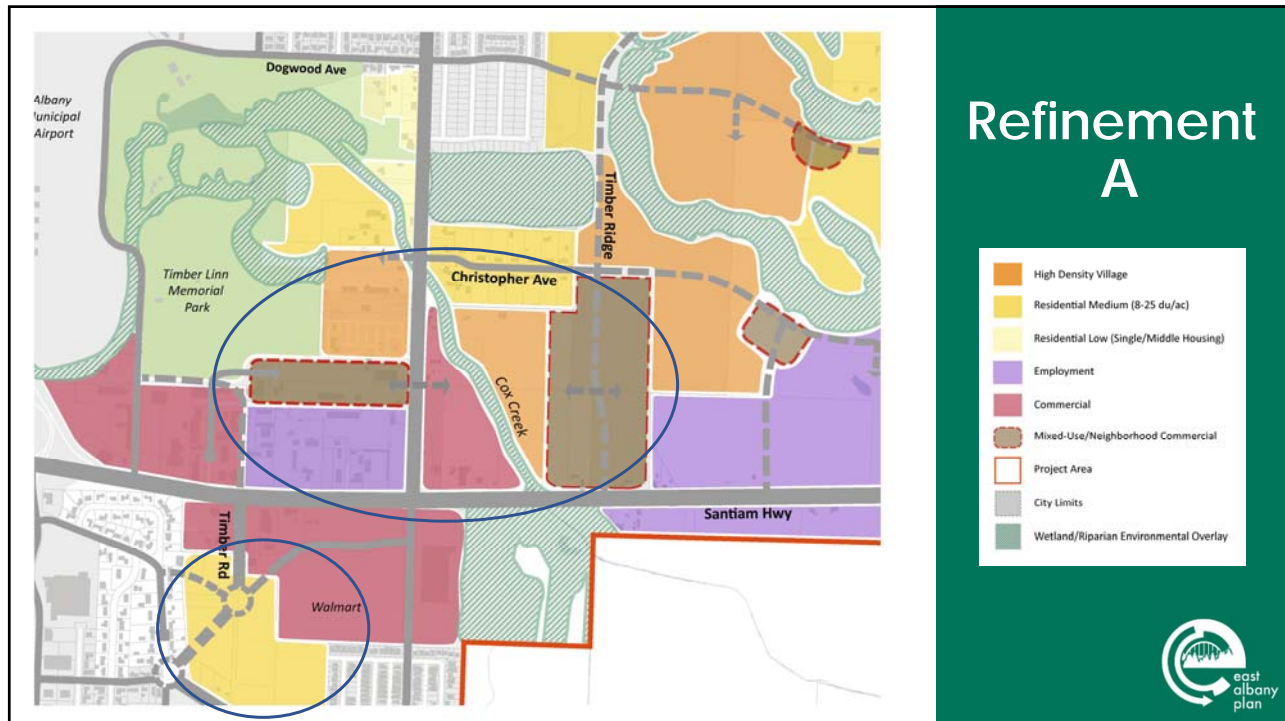 Dogwood Ave
Albany
unicipal
Airport
Timber Linn
Memorial
Park
Christopher Ave
Timber Ridge
Cox Creek
Santiam Hwy
Timber Rd
Walmart
Refinement
A
High Density Village
Residential Medium (8-25 du/ac)
Residential Low (Single/Middle Housing)
Employment
Commercial
Mixed-Use/Neighborhood Commercial
Project Area
City Limits
Wetland/Riparian Environmental Overlay
east
albany
plan